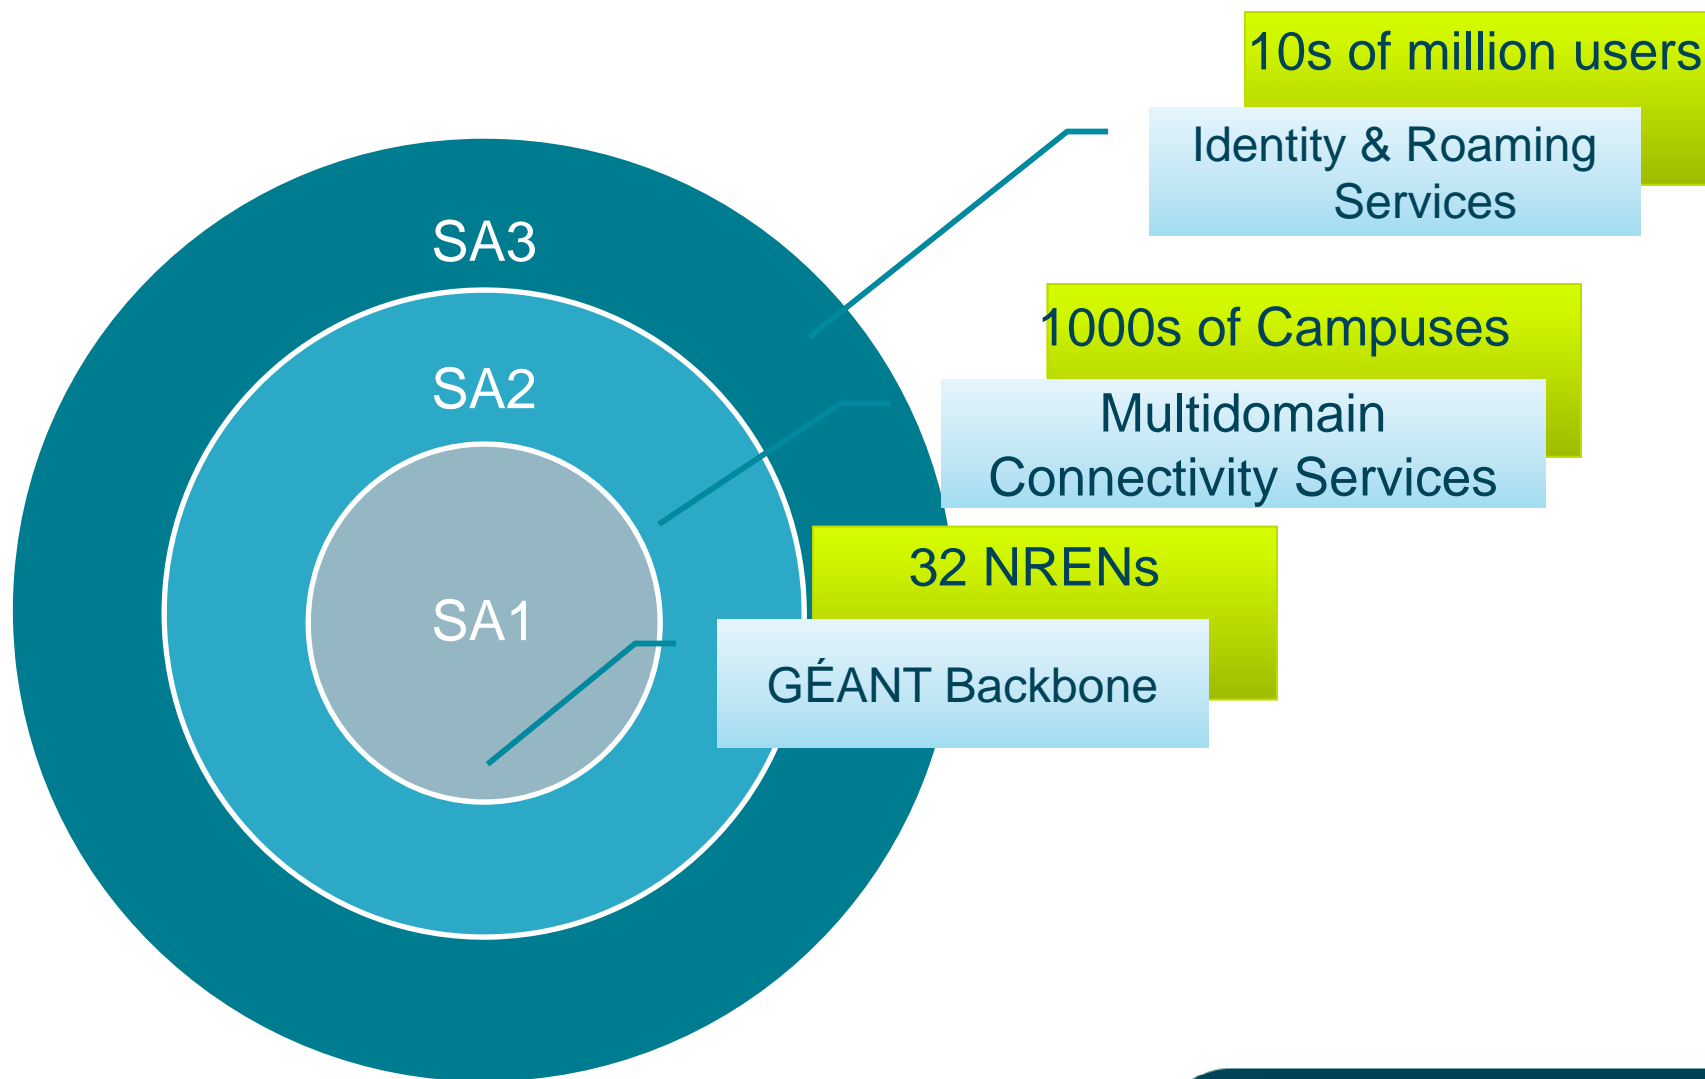 10s of million users
Identity & Roaming
Services
SA3
1000s of Campuses
SA2
Multidomain
Connectivity Services
32 NRENs
SA1
GÉANT Backbone